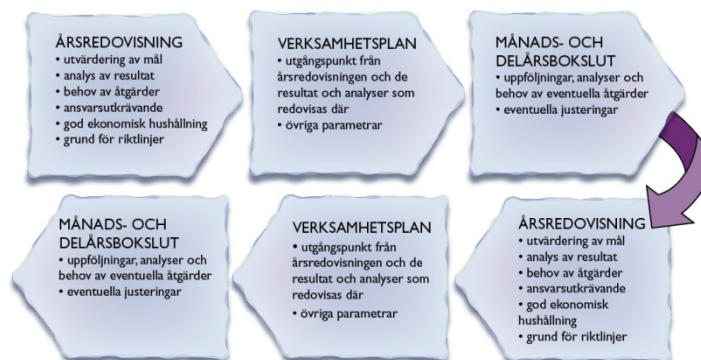 ÅRSREDOVISNING
• utvärdering av mål
• analys av resultat
• behov av åtgärder
• ansvarsutkrävande
• god ekonomisk hushållning
• grund för riktlinjer
VERKSAMHETSPLAN
• utgångspunkt från
årsredovisningen och de
resultat och analyser som
redovisas där
• övriga parametrar
MÅNADS- OCH
DELÅRSBOKSLUT
• uppföljningar, analyser och
behov av eventuella åtgärder
• eventuella justeringar
MÅNADS- OCH
DELÅRSBOKSLUT
• uppföljningar, analyser och
behov av eventuella åtgärder
• eventuella justeringar
VERKSAMHETSPLAN
• utgångspunkt från
årsredovisningen och de
resultat och analyser som
redovisas där
• övriga parametrar
ÅRSREDOVISNING
• utvärdering av mål
• analys av resultat
• behov av åtgärder
• ansvarsutkrävande
• god ekonomisk
hushållning
• grund för riktlinjer